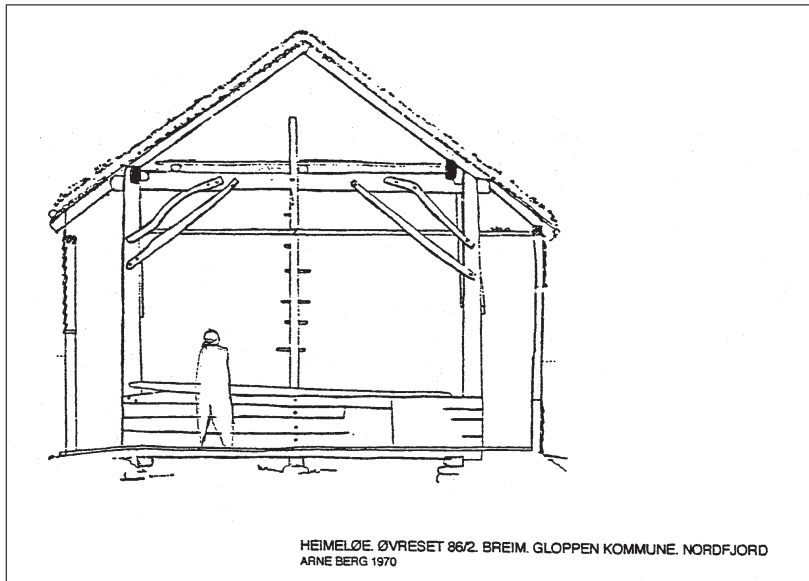 HEIMELØE. ØVRESET 86/2. BREIM. GLOPPEN KOMMUNE. NORDFJORD
ARNE BERG 1970